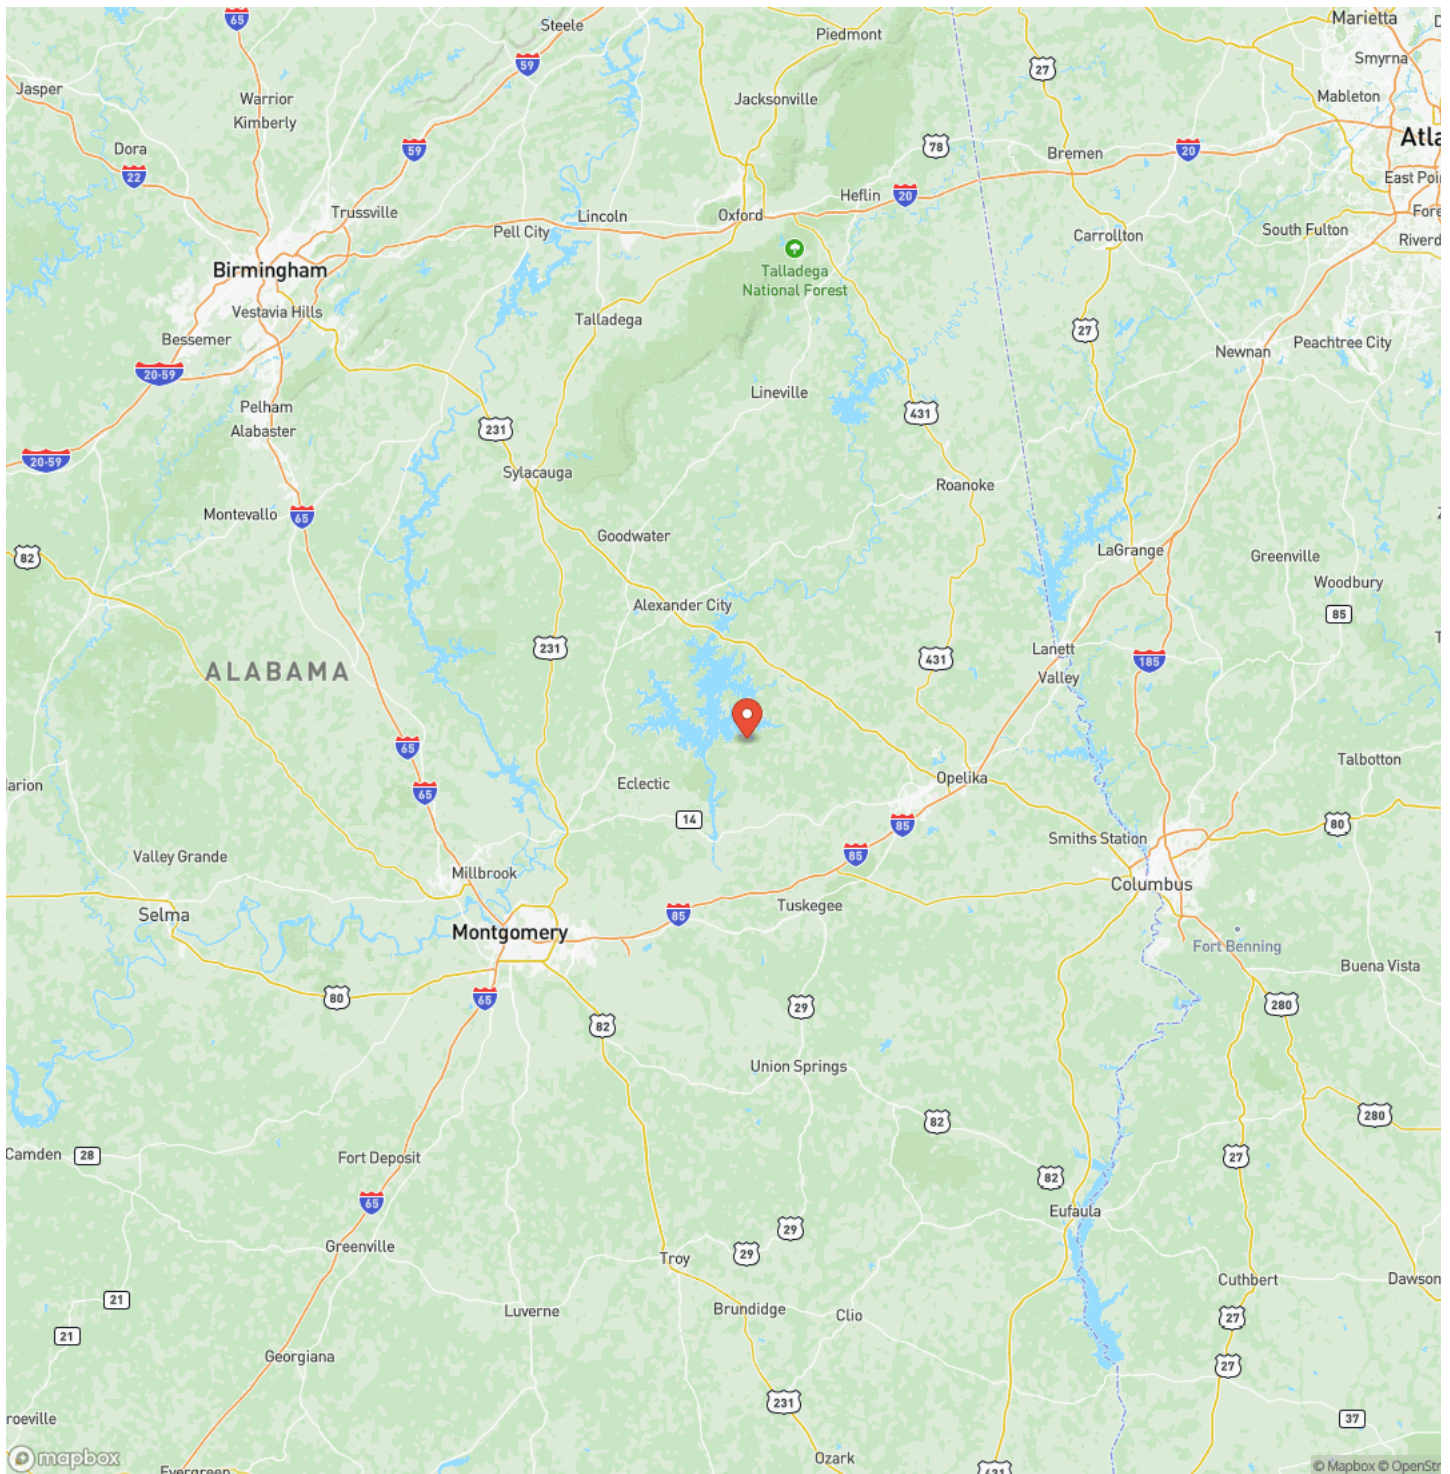 65
Steele
Piedmont
Marietta
Smyrna
59
27
Jasper
Warrior
Kimberly
Jacksonville
Mableton
Dora
59
78
Bremen
20
22
East
Heflin
20
Trussville
Lincoln
Oxford
Pell City
Carrollton
South Fulton
Birmingham
Talladega
National Forest
Vestavia Hills
Talladega
27
Bessemer
Newnan
Peachtree City
20-59
Lineville
Pelham
Alabaster
431
231
20-59
Sylacauga
Roanoke
Montevallo
65
Goodwater
82
LaGrange
Greenville
Woodbury
Alexander City
85
231
431
Lanett
185
ALABAMA
Valley
65
Talbotton
Opelika
Eclectic
65
14
85
80
Smiths Station
85
Valley Grande
Millbrook
Columbus
Selma
85
Tuskegee
Montgomery
Fort Benning
Buena Vista
80
65
29
280
82
Union Springs
82
280
Camden
28
Fort Deposit
27
82
65
Eufaula
29
Greenville
29
Troy
Cuthbert
Dawson
21
Luverne
Brundidge
Clio
27
21
Georgiana
27
231
37
mapbox
Ozark
Evergreen
431
© Mapbox © OpenStr